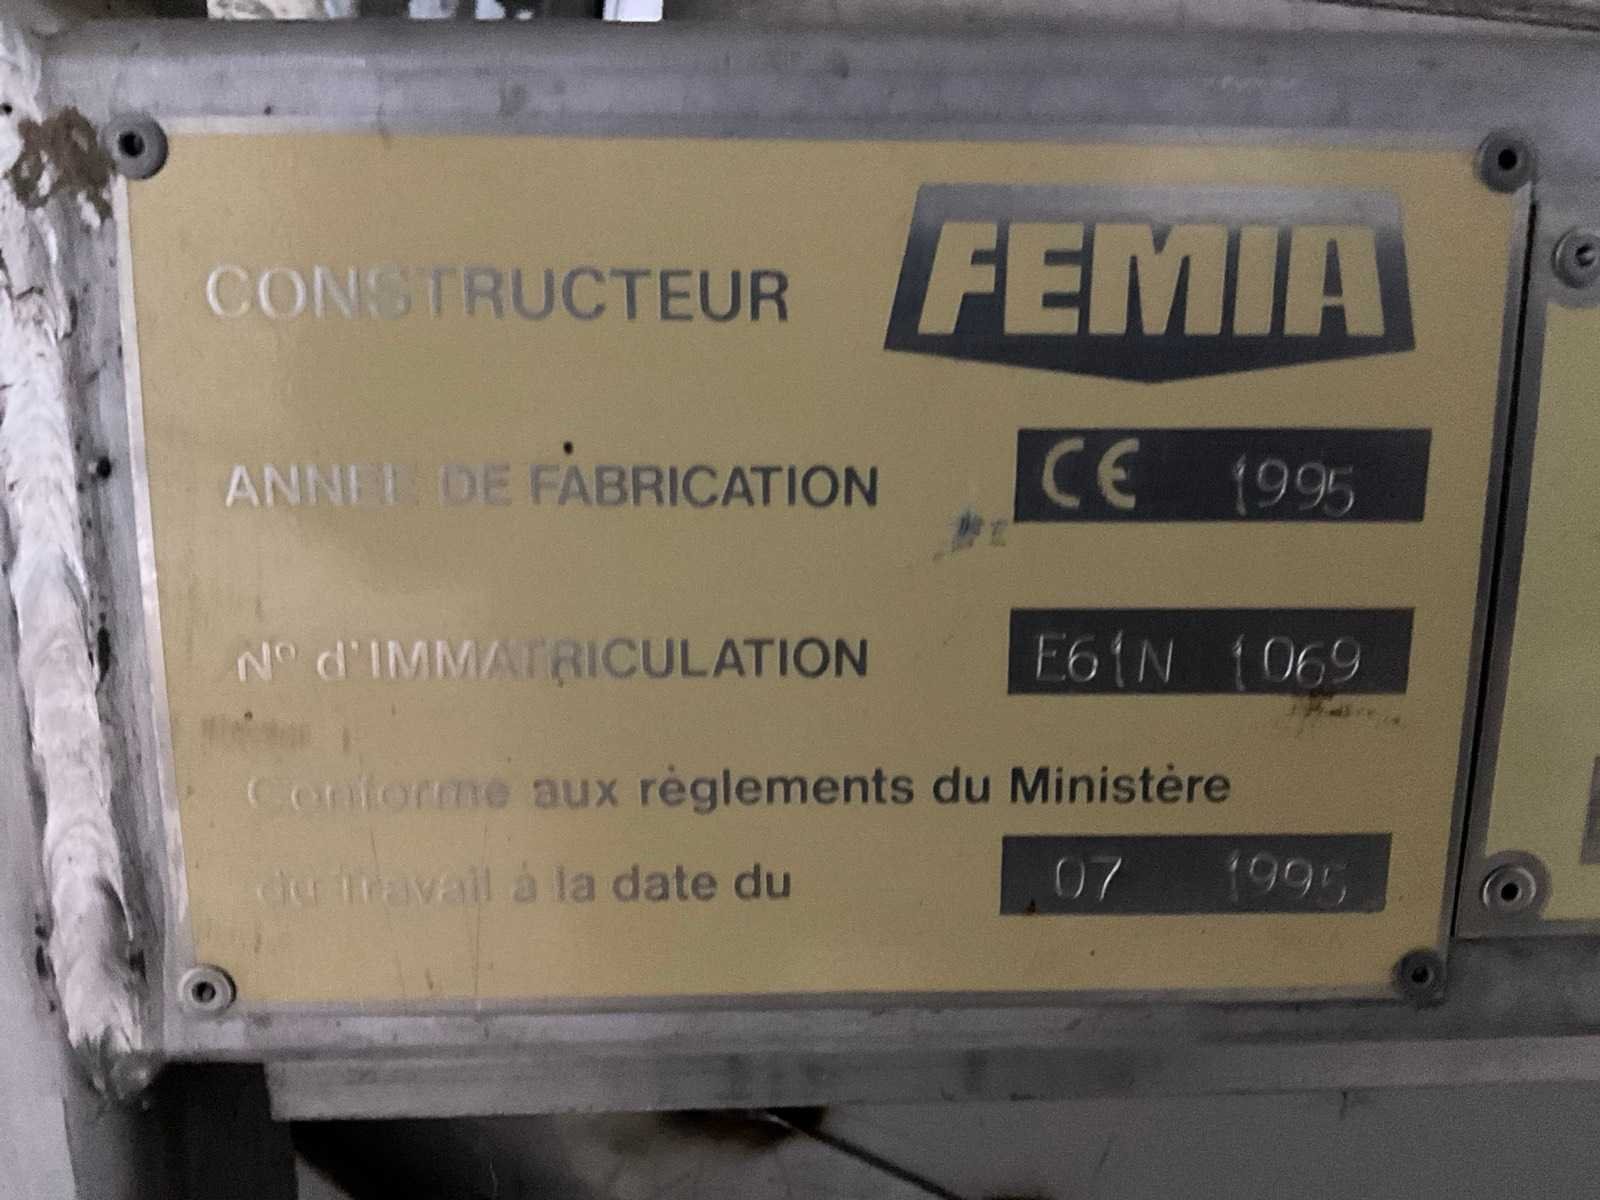 CONSTRUCTEUR FEMIA
ANNEE DE FABRICATION CE 1995
N° d'IMMATRICULATION E61N 1069
Conforme aux règlements du Ministère
du Travail à la date du 07 1995